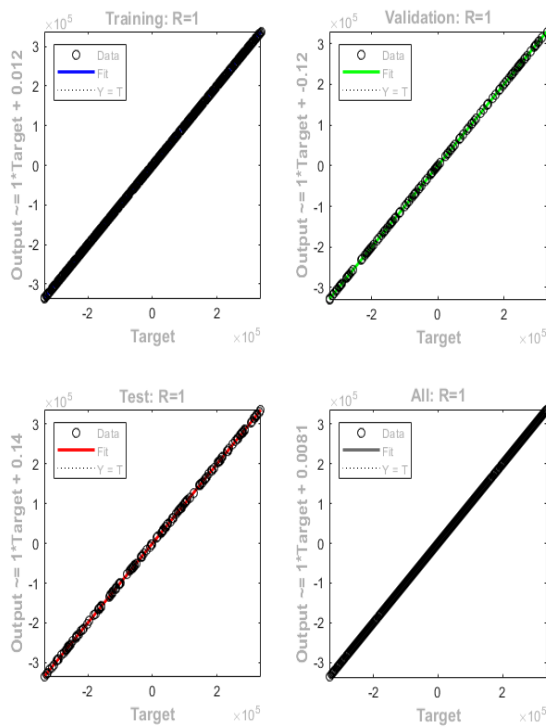 Training: R=1
×10^5
Output ~= 1*Target + 0.012
Data
Fit
Y = T
3
2
1
0
-1
-2
-3
-2
0
2
×10^5
Target
Validation: R=1
×10^5
Output ~= 1*Target + -0.12
Data
Fit
Y = T
3
2
1
0
-1
-2
-3
-2
0
2
×10^5
Target
Test: R=1
×10^5
Output ~= 1*Target + 0.14
Data
Fit
Y = T
3
2
1
0
-1
-2
-3
-2
0
2
×10^5
Target
All: R=1
×10^5
Output ~= 1*Target + 0.0081
Data
Fit
Y = T
3
2
1
0
-1
-2
-3
-2
0
2
×10^5
Target